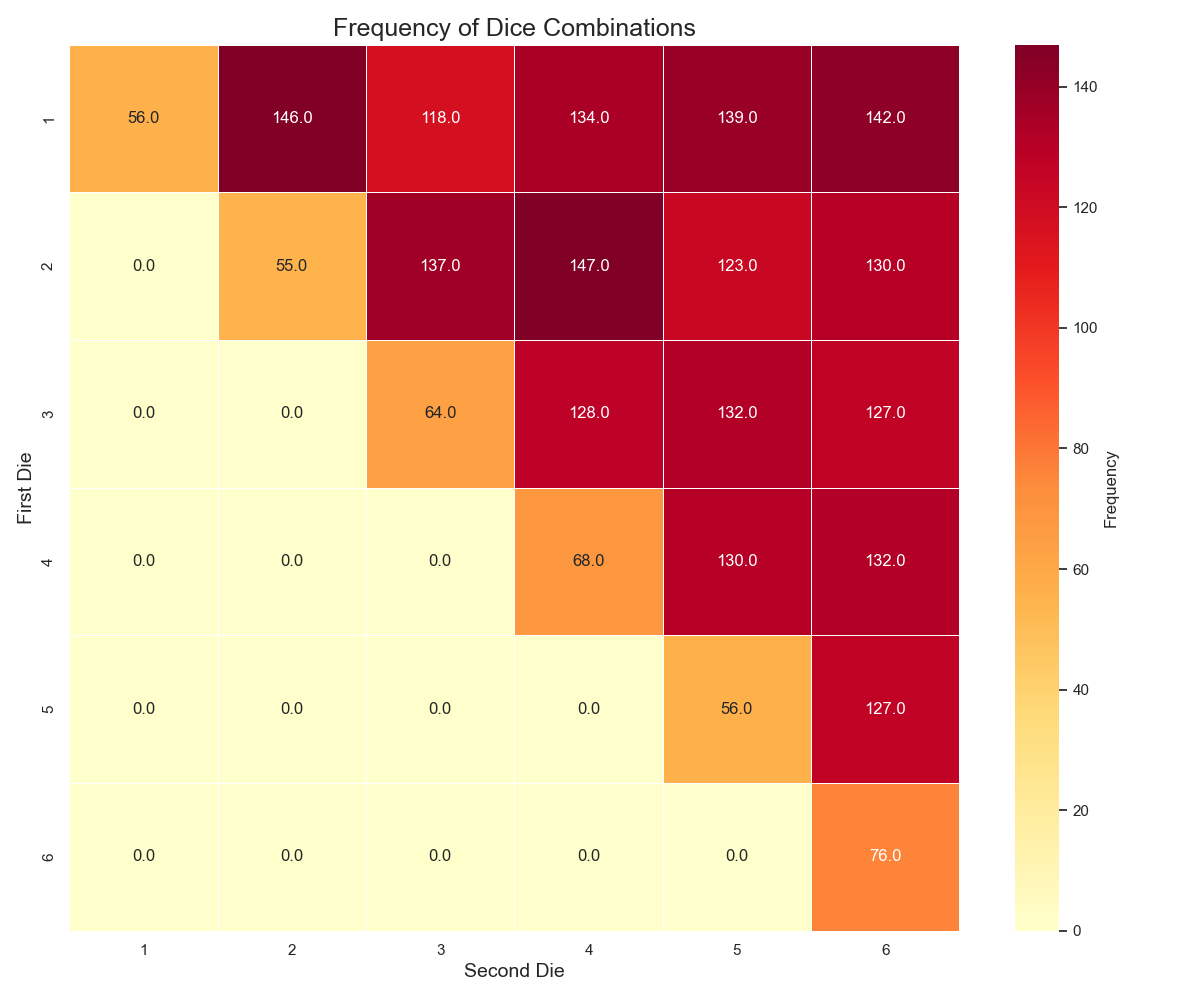 Frequency of Dice Combinations
1 56.0 146.0 118.0 134.0 139.0 142.0
2 0.0 55.0 137.0 147.0 123.0 130.0
3 0.0 0.0 64.0 128.0 132.0 127.0
4 0.0 0.0 0.0 68.0 130.0 132.0
5 0.0 0.0 0.0 0.0 56.0 127.0
6 0.0 0.0 0.0 0.0 0.0 76.0
First Die
1 2 3 4 5 6
Second Die
140
120
100
80
60
40
20
0
Frequency